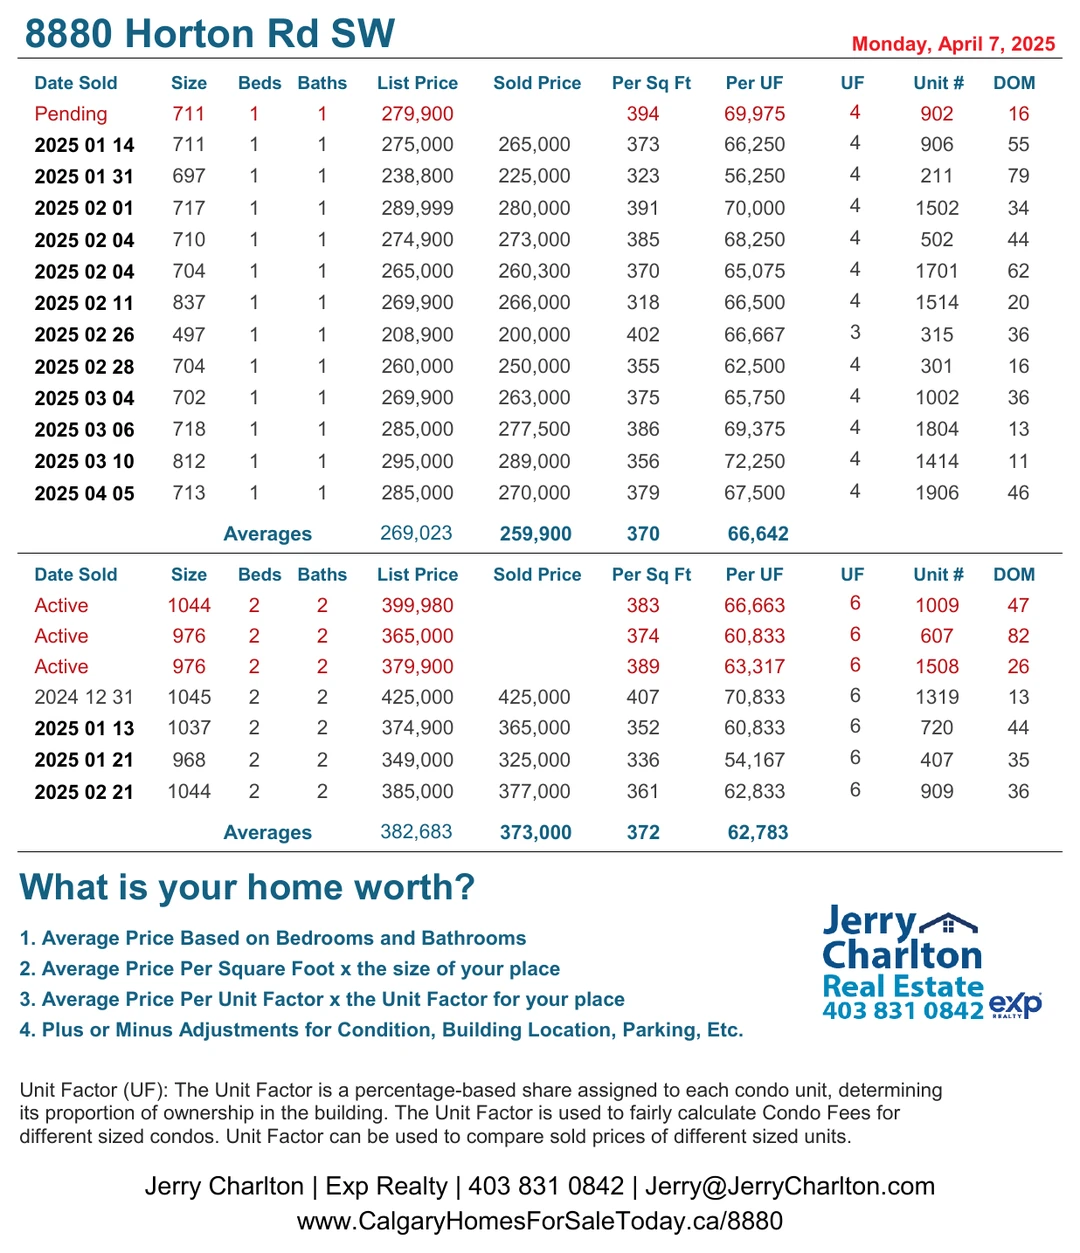 8880 Horton Rd SW
Monday, April 7, 2025
Date Sold Size Beds Baths List Price Sold Price Per Sq Ft Per UF UF Unit # DOM
Pending 711 1 1 279,900 394 69,975 4 902 16
2025 01 14 711 1 1 275,000 265,000 373 66,250 4 906 55
2025 01 31 697 1 1 238,800 225,000 323 56,250 4 211 79
2025 02 01 717 1 1 289,999 280,000 391 70,000 4 1502 34
2025 02 04 710 1 1 274,900 273,000 385 68,250 4 502 44
2025 02 04 704 1 1 265,000 260,300 370 65,075 4 1701 62
2025 02 11 837 1 1 269,900 266,000 318 66,500 4 1514 20
2025 02 26 497 1 1 208,900 200,000 402 66,667 3 315 36
2025 02 28 704 1 1 260,000 250,000 355 62,500 4 301 16
2025 03 04 702 1 1 269,900 263,000 375 65,750 4 1002 36
2025 03 06 718 1 1 285,000 277,500 386 69,375 4 1804 13
2025 03 10 812 1 1 295,000 289,000 356 72,250 4 1414 11
2025 04 05 713 1 1 285,000 270,000 379 67,500 4 1906 46
Averages 269,023 259,900 370 66,642
Date Sold Size Beds Baths List Price Sold Price Per Sq Ft Per UF UF Unit # DOM
Active 1044 2 2 399,980 383 66,663 6 1009 47
Active 976 2 2 365,000 374 60,833 6 607 82
Active 976 2 2 379,900 389 63,317 6 1508 26
2024 12 31 1045 2 2 425,000 425,000 407 70,833 6 1319 13
2025 01 13 1037 2 2 374,900 365,000 352 60,833 6 720 44
2025 01 21 968 2 2 349,000 325,000 336 54,167 6 407 35
2025 02 21 1044 2 2 385,000 377,000 361 62,833 6 909 36
Averages 382,683 373,000 372 62,783
What is your home worth?
1. Average Price Based on Bedrooms and Bathrooms
2. Average Price Per Square Foot x the size of your place
3. Average Price Per Unit Factor x the Unit Factor for your place
4. Plus or Minus Adjustments for Condition, Building Location, Parking, Etc.
Jerry
Charlton
Real Estate
403 831 0842
exp
REALTY
Unit Factor (UF): The Unit Factor is a percentage-based share assigned to each condo unit, determining
its proportion of ownership in the building. The Unit Factor is used to fairly calculate Condo Fees for
different sized condos. Unit Factor can be used to compare sold prices of different sized units.
Jerry Charlton | Exp Realty | 403 831 0842 | Jerry@JerryCharlton.com
www.CalgaryHomesForSaleToday.ca/8880